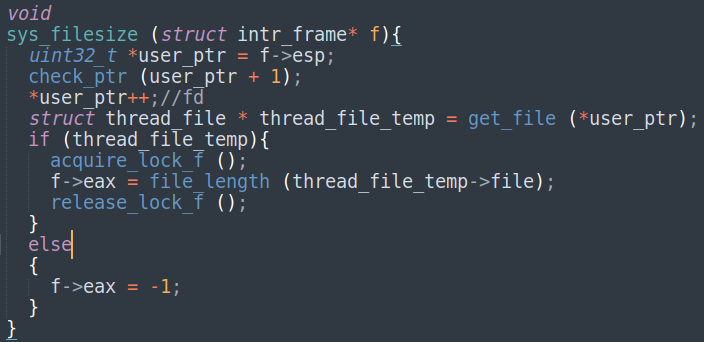 void
sys_filesize (struct intr_frame* f){
  uint32_t *user_ptr = f->esp;
  check_ptr (user_ptr + 1);
  *user_ptr++;//fd
  struct thread_file * thread_file_temp = get_file (*user_ptr);
  if (thread_file_temp){
    acquire_lock_f ();
    f->eax = file_length (thread_file_temp->file);
    release_lock_f ();
  }
  else
  {
    f->eax = -1;
  }
}